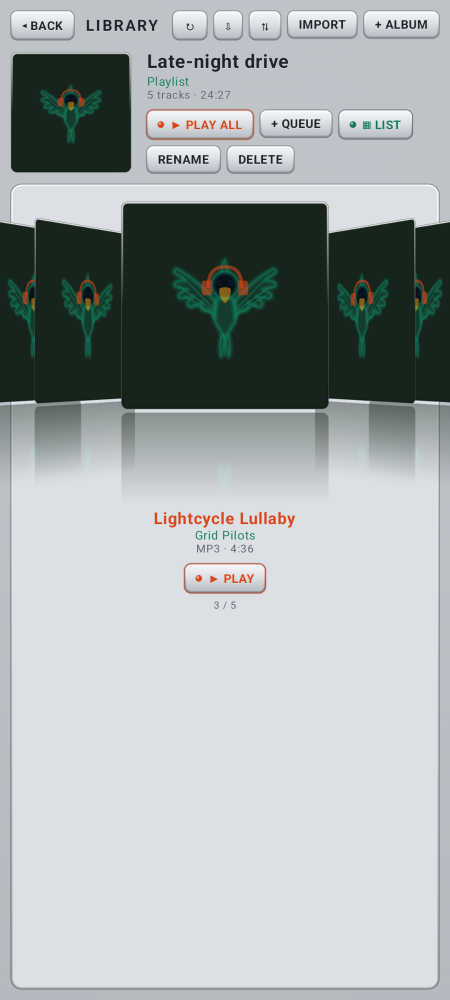 ◂ BACK LIBRARY ↻ ⇩ ⇅ IMPORT + ALBUM
Late-night drive
Playlist
5 tracks · 24:27
► PLAY ALL + QUEUE ▦ LIST
RENAME DELETE
Lightcycle Lullaby
Grid Pilots
MP3 · 4:36
► PLAY
3 / 5